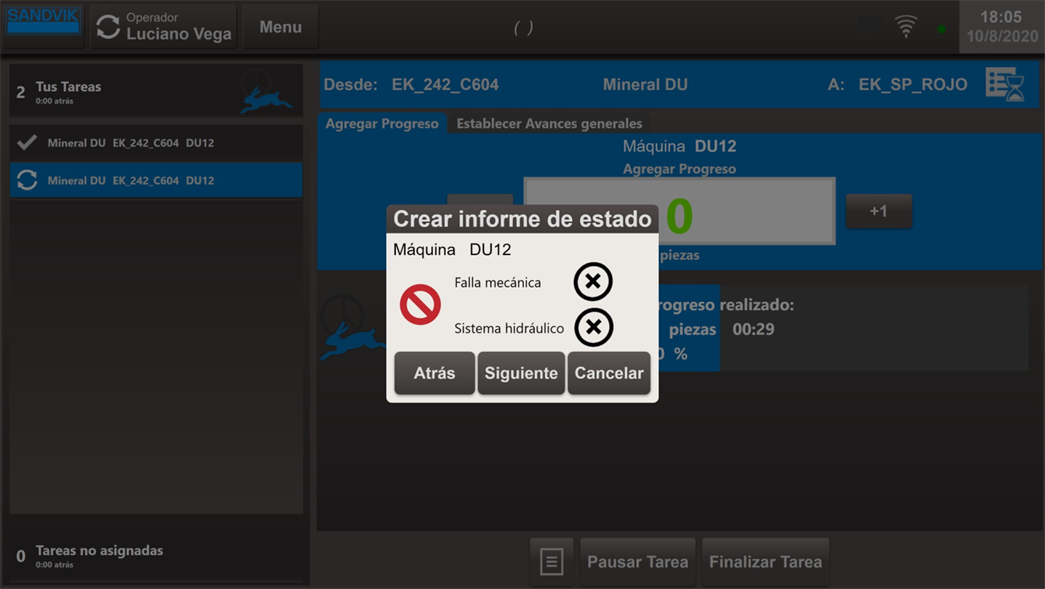 SANDVIK
Operador
Luciano Vega
Menu
( )
18:05
10/8/2020
2 Tus Tareas
0:00 atrás
Mineral DU EK_242_C604 DU12
Mineral DU EK_242_C604 DU12
0 Tareas no asignadas
0:00 atrás
Desde: EK_242_C604 Mineral DU A: EK_SP_ROJO
Agregar Progreso Establecer Avances generales
Máquina DU12
Agregar Progreso
0
+1
piezas
rogreso realizado:
piezas 00:29
0 %
Crear informe de estado
Máquina DU12
Falla mecánica
Sistema hidráulico
Atrás Siguiente Cancelar
Pausar Tarea Finalizar Tarea